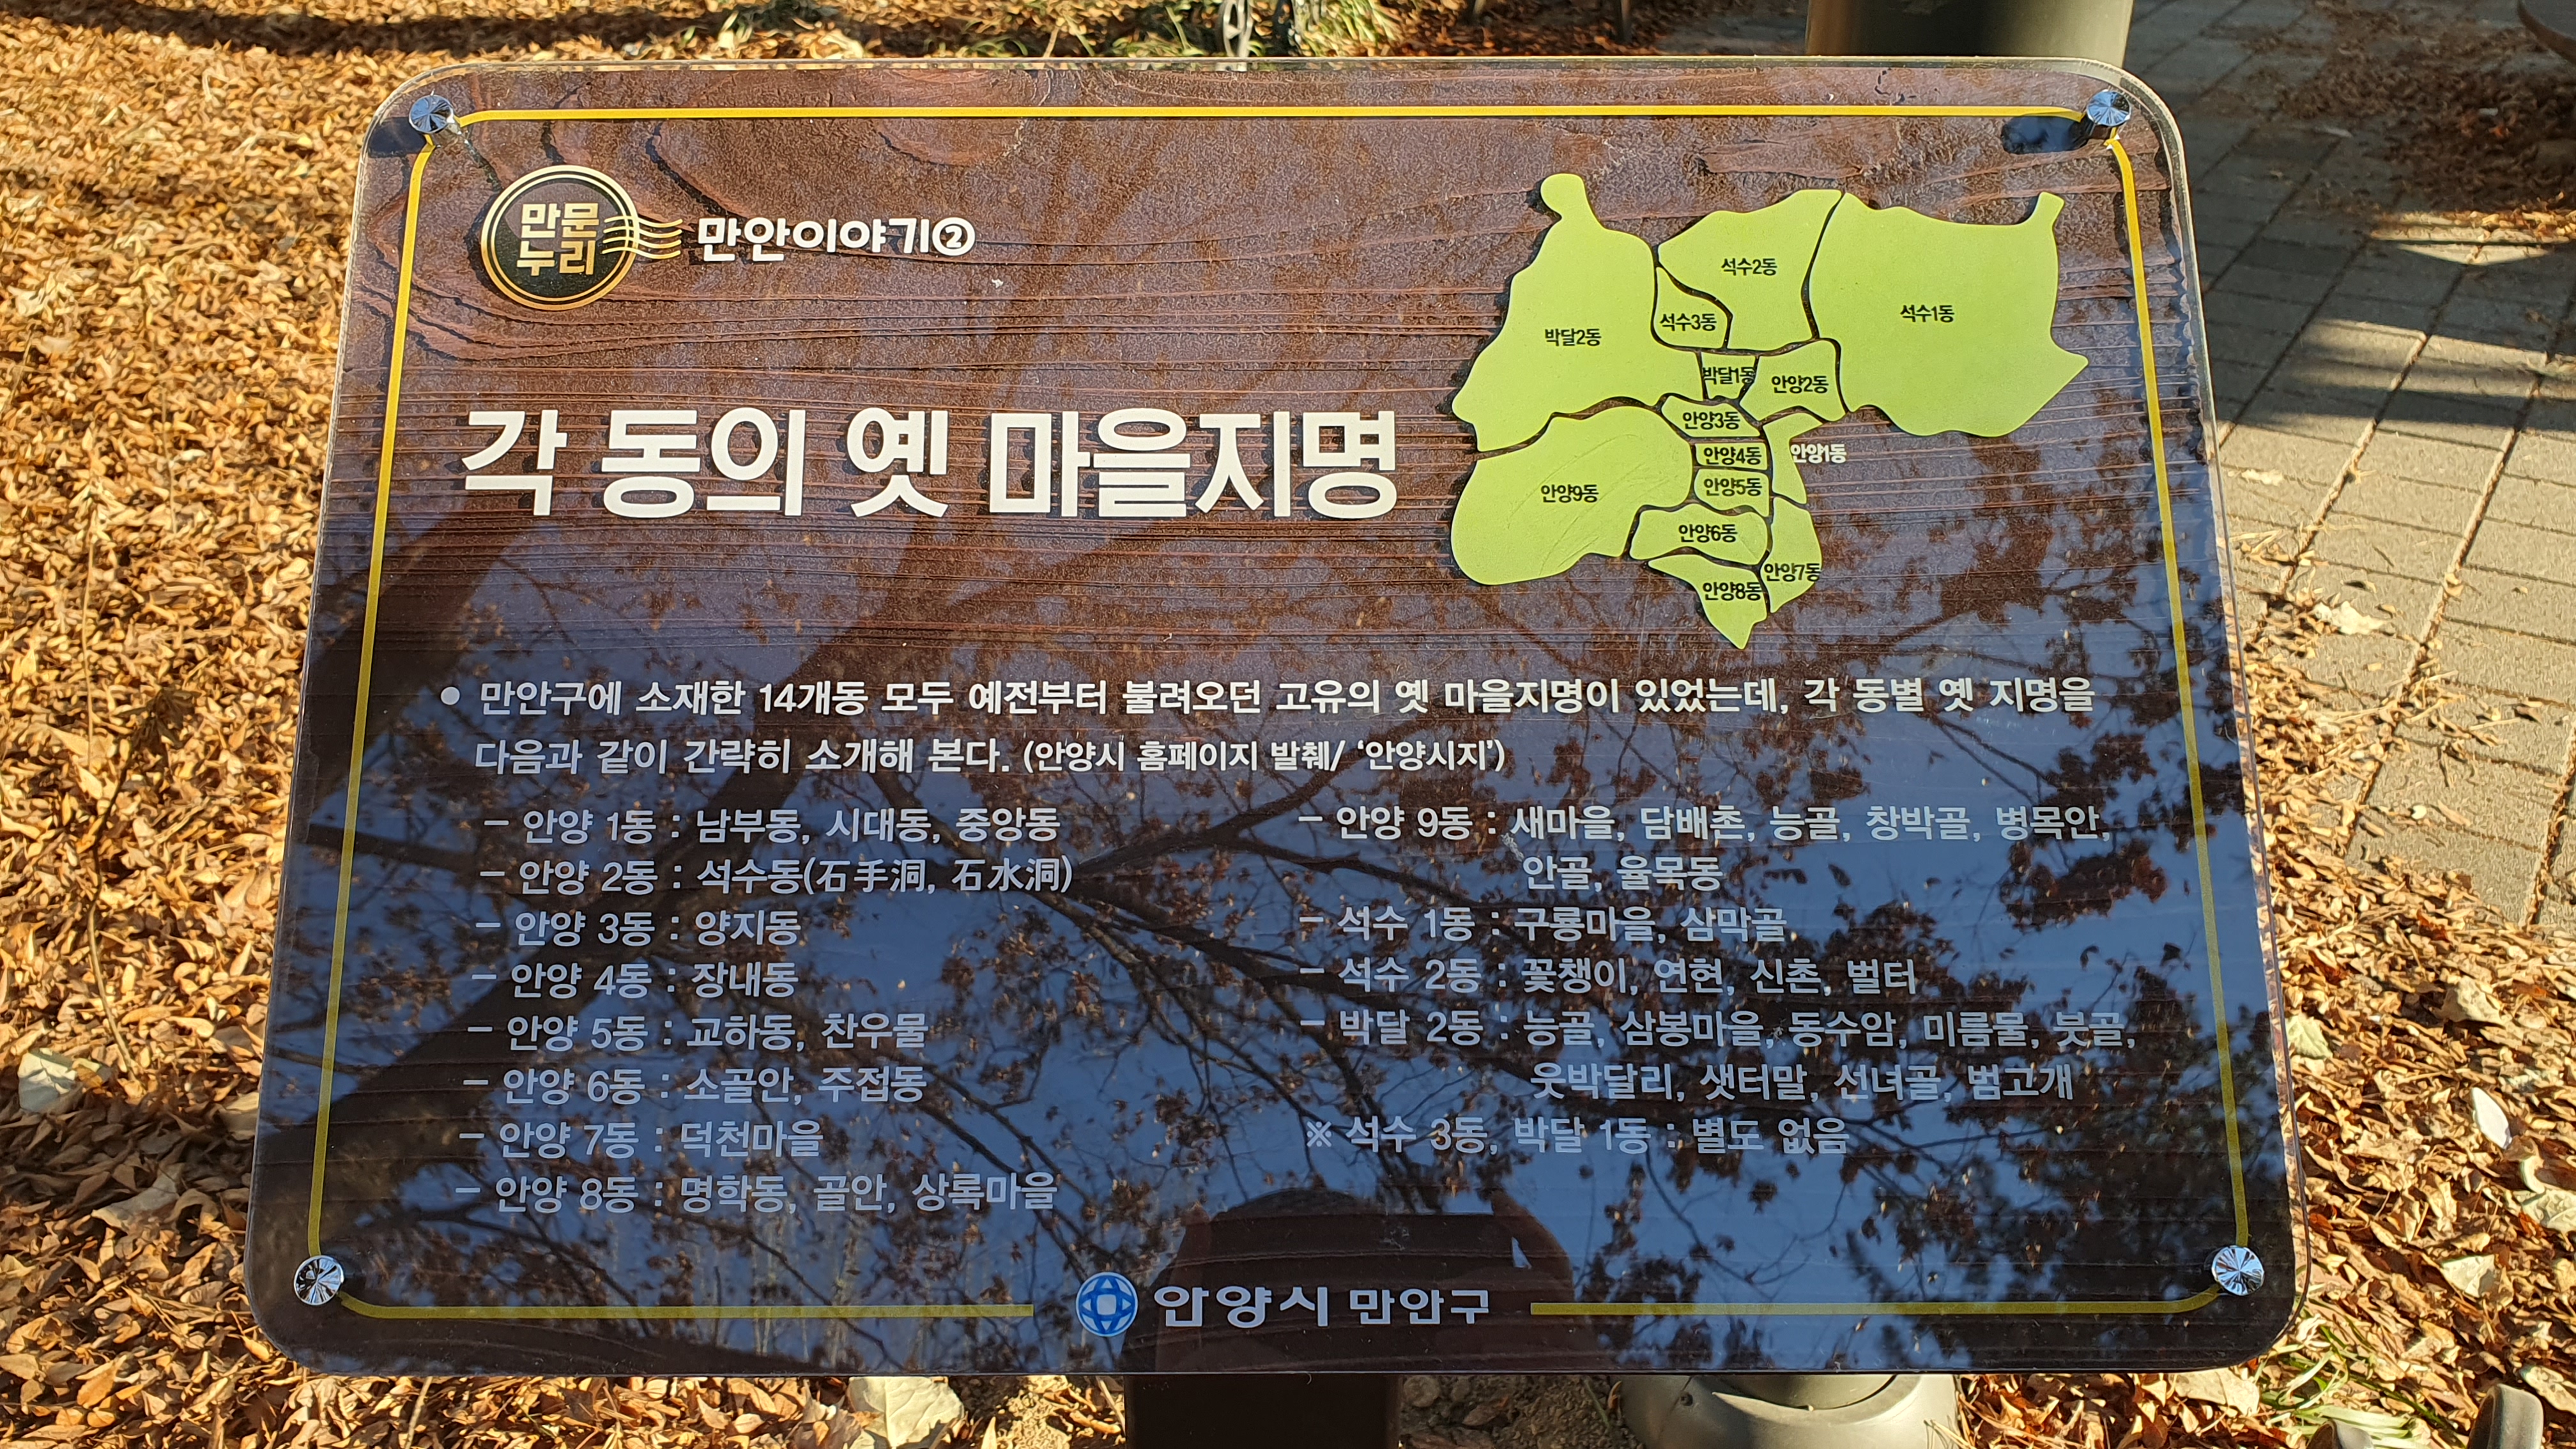 만문
누리
만안이야기②
각 동의 옛 마을지명
석수2동
석수1동
석수3동
박달2동
박달1동
안양2동
안양3동
안양1동
안양4동
안양5동
안양9동
안양6동
안양7동
안양8동
● 만안구에 소재한 14개동 모두 예전부터 불려오던 고유의 옛 마을지명이 있었는데, 각 동별 옛 지명을
다음과 같이 간략히 소개해 본다. (안양시 홈페이지 발췌/ ‘안양시지’)
- 안양 1동 : 남부동, 시대동, 중앙동
- 안양 2동 : 석수동(石手洞, 石水洞)
- 안양 3동 : 양지동
- 안양 4동 : 장내동
- 안양 5동 : 교하동, 찬우물
- 안양 6동 : 소골안, 주접동
- 안양 7동 : 덕천마을
- 안양 8동 : 명학동, 골안, 상록마을
- 안양 9동 : 새마을, 담배촌, 능골, 창박골, 병목안,
안골, 율목동
- 석수 1동 : 구룡마을, 삼막골
- 석수 2동 : 꽃챙이, 연현, 신촌, 벌터
- 박달 2동 : 능골, 삼봉마을, 동수암, 미름물, 붓골,
웃박달리, 샛터말, 선녀골, 범고개
※ 석수 3동, 박달 1동 : 별도 없음
안양시 만안구